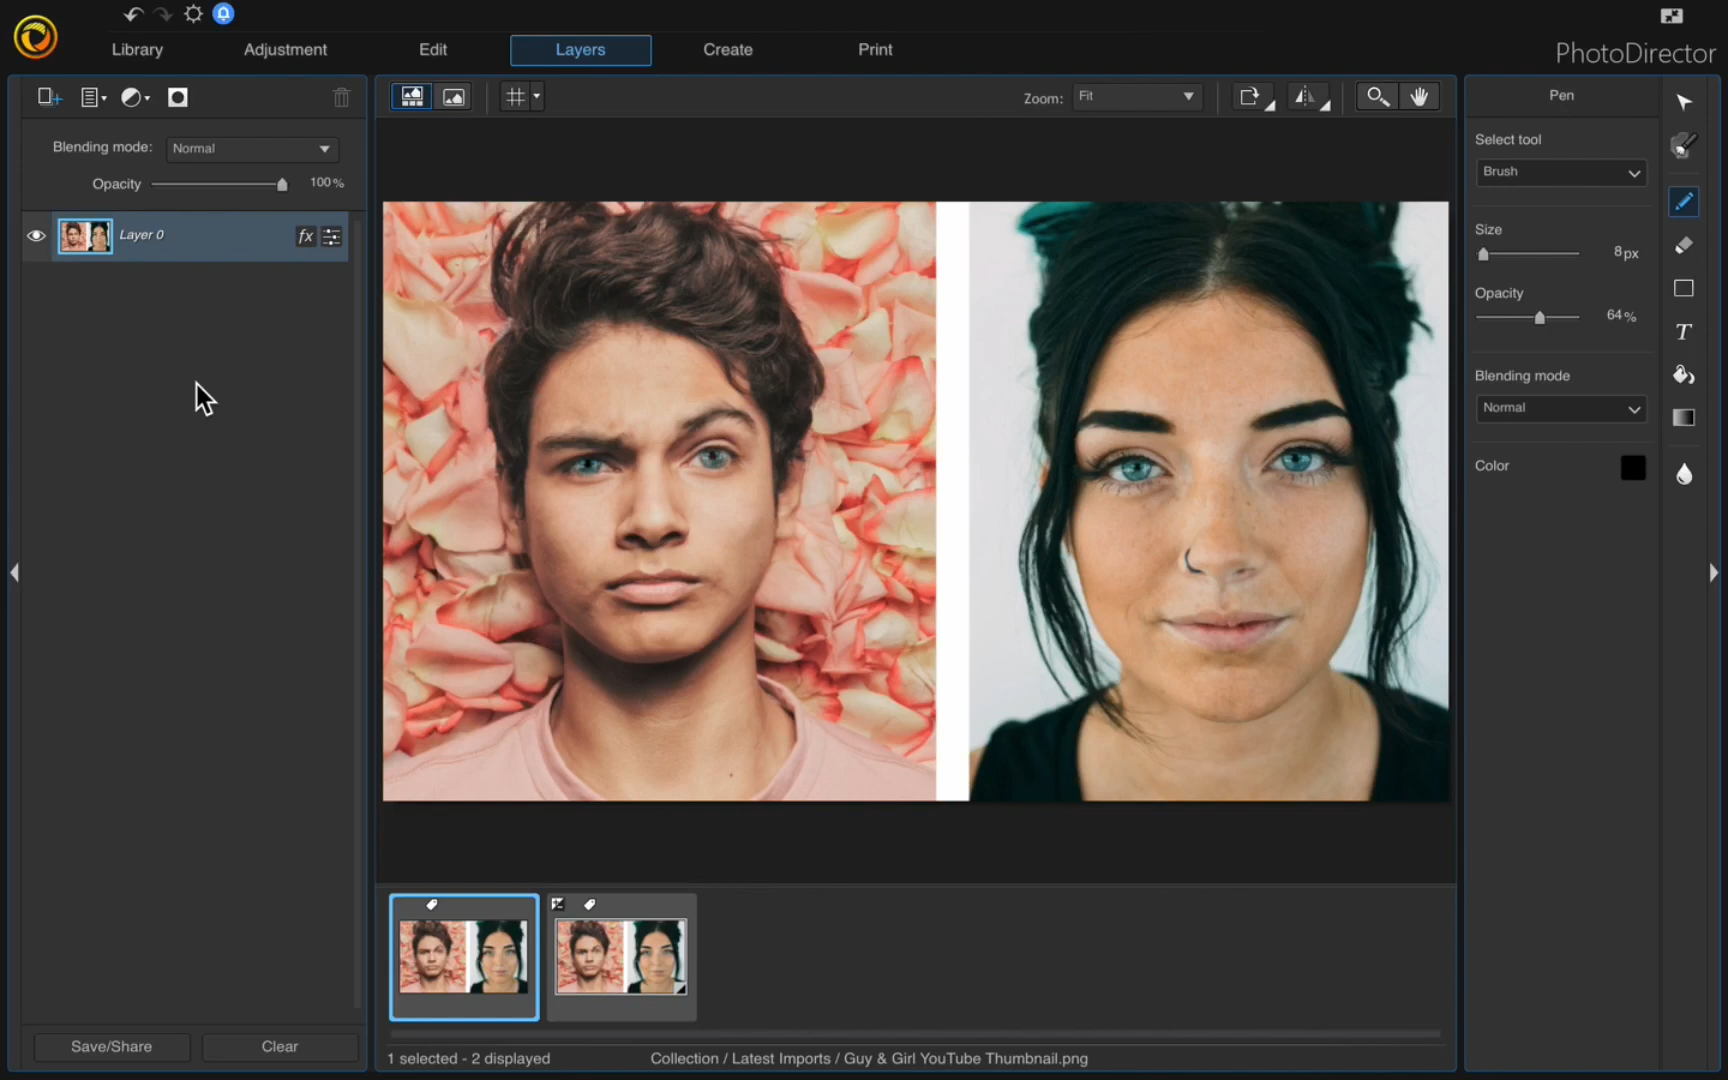 Library
Adjustment
Edit
Layers
Create
Print
PhotoDirector
Zoom: Fit
Pen
Blending mode: Normal
Opacity 100%
Layer 0 fx
Select tool
Brush
Size
8px
Opacity
64%
T
Blending mode
Normal
Color
Save/Share
Clear
1 selected - 2 displayed
Collection / Latest Imports / Guy & Girl YouTube Thumbnail.png